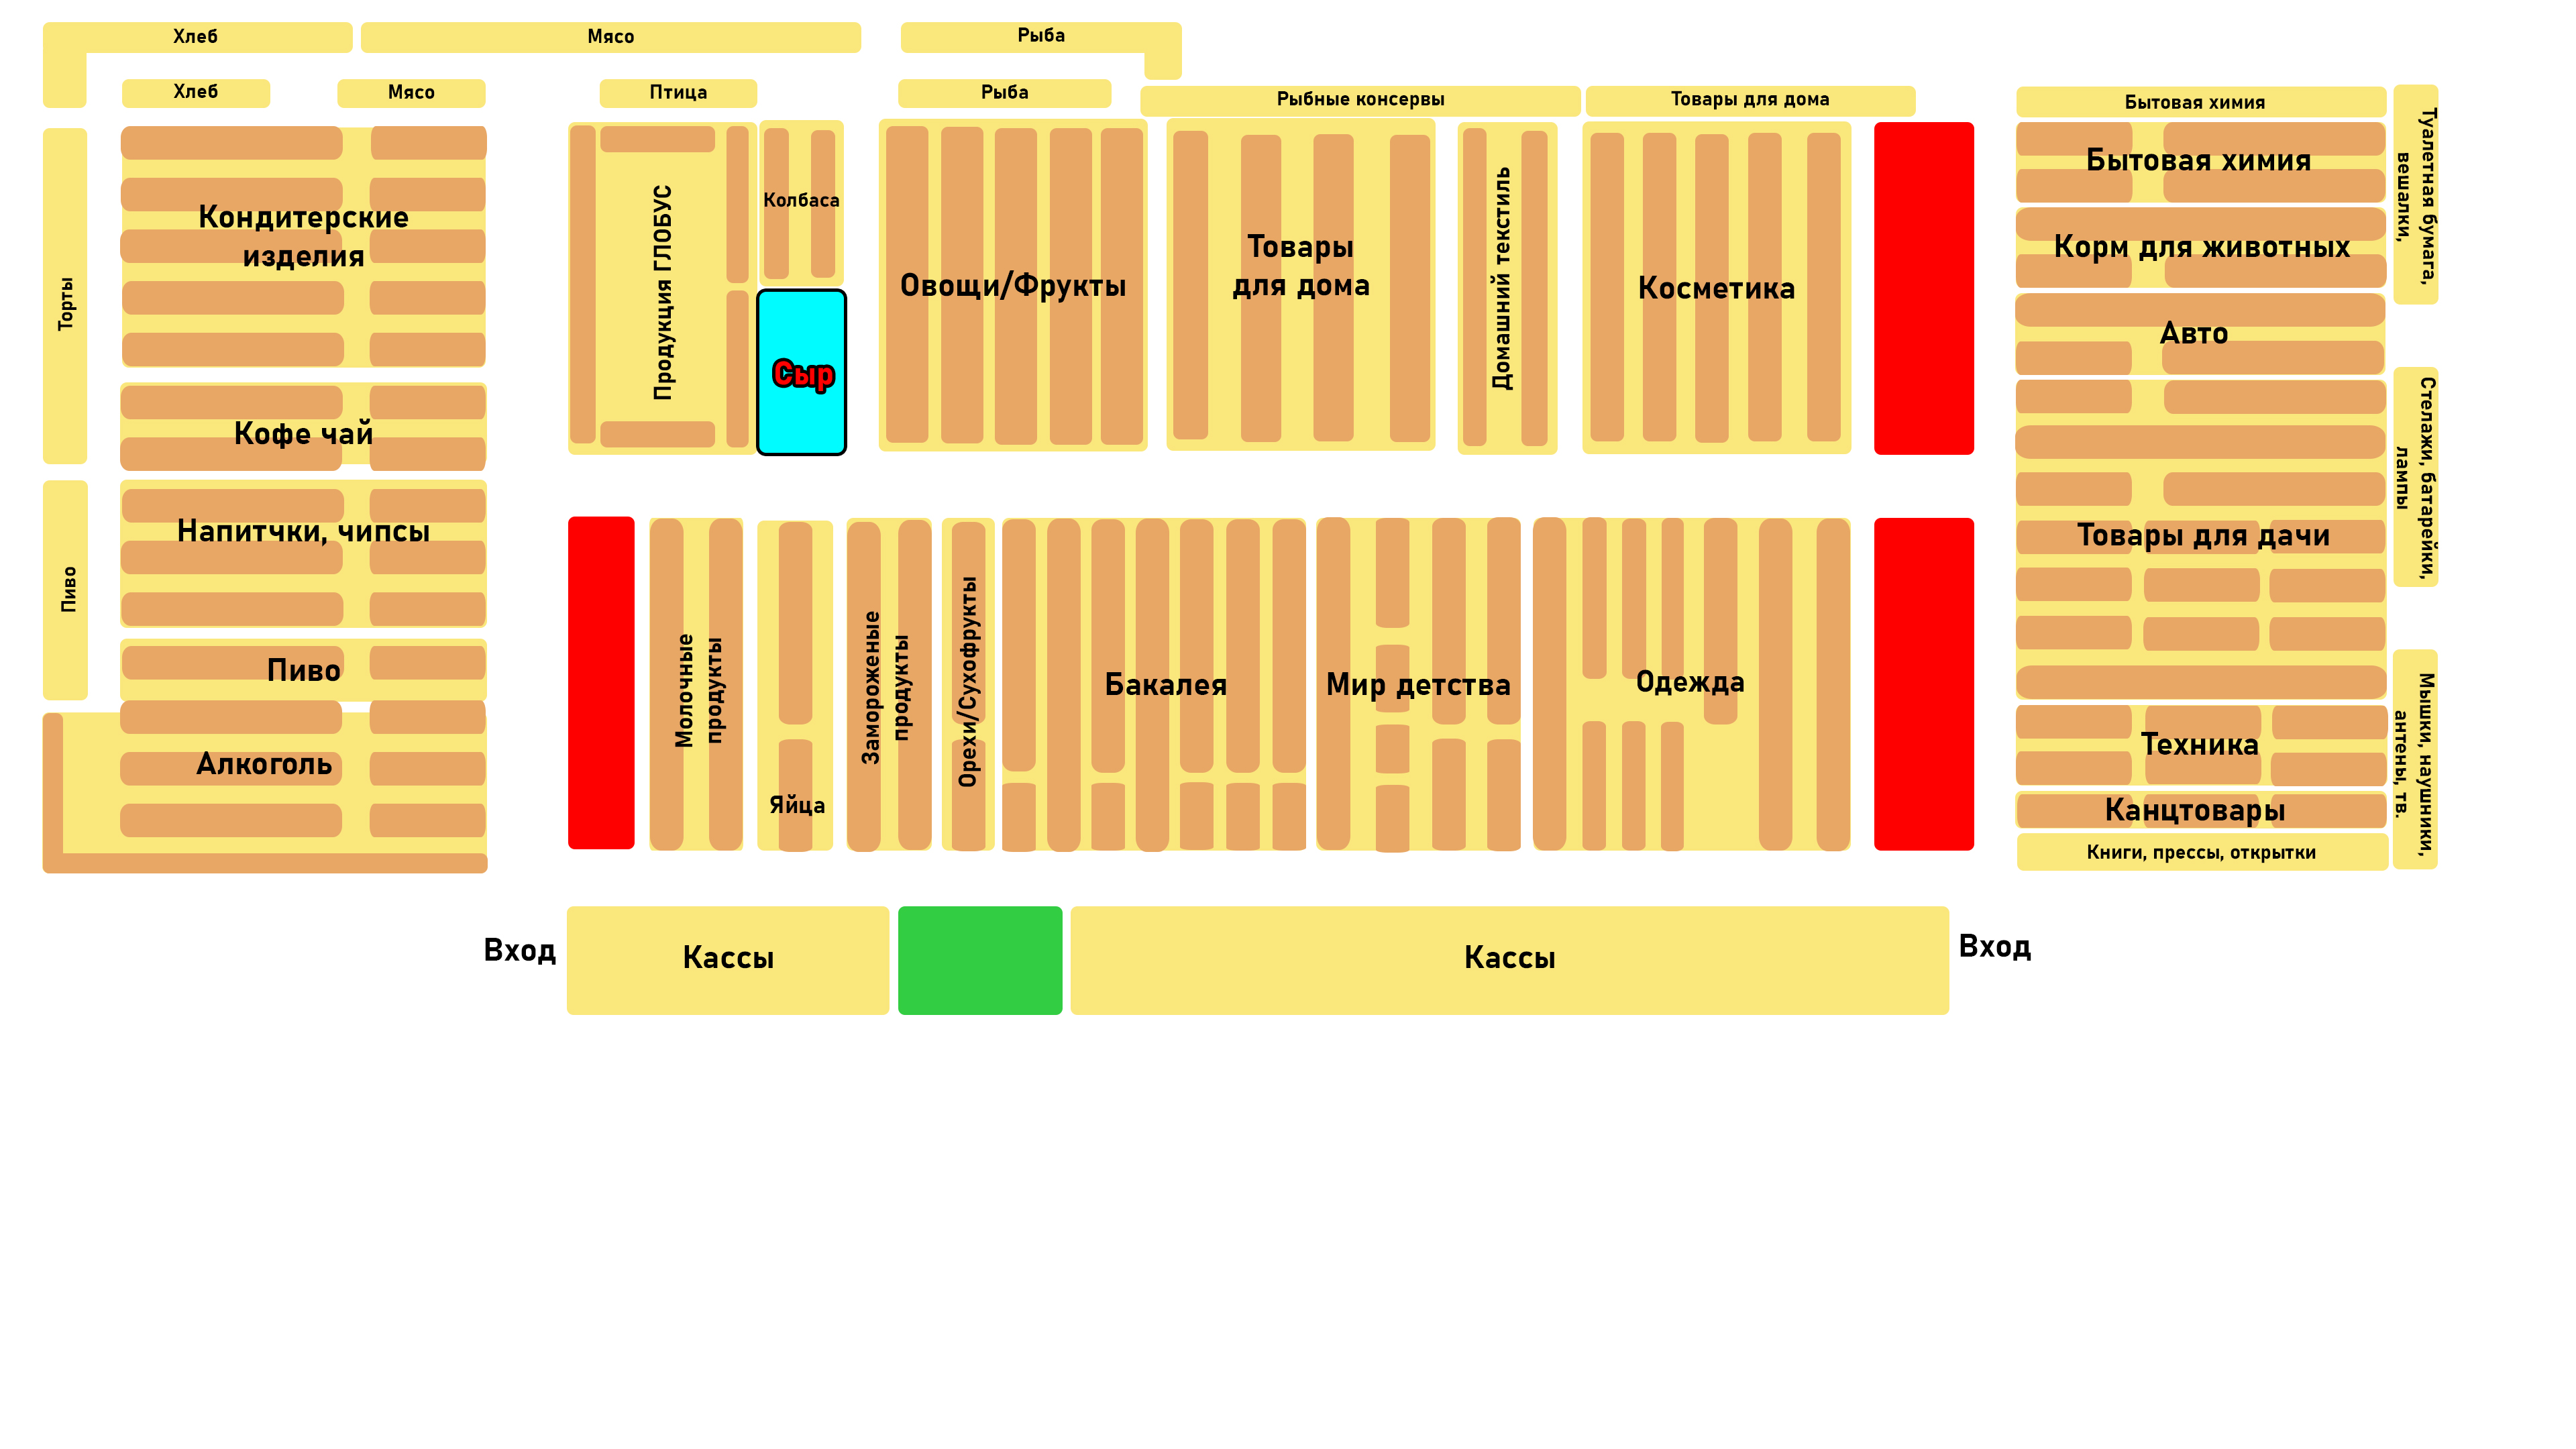 Хлеб
Мясо
Рыба
Хлеб
Мясо
Птица
Рыба
Рыбные консервы
Товары для дома
Бытовая химия
Туалетная бумага,
вешалки,
Торты
Кондитерские
изделия
Продукция ГЛОБУС
Колбаса
Сыр
Овощи/Фрукты
Товары
для дома
Домашний текстиль
Косметика
Бытовая химия
Корм для животных
Авто
Стелажи, батарейки,
лампы
Кофе чай
Напитчки, чипсы
Пиво
Пиво
Алкоголь
Молочные
продукты
Яйца
Замороженые
продукты
Орехи/Сухофрукты
Бакалея
Мир детства
Одежда
Товары для дачи
Техника
Канцтовары
Книги, прессы, открытки
Мышки, наушники,
антены, тв.
Вход
Кассы
Кассы
Вход